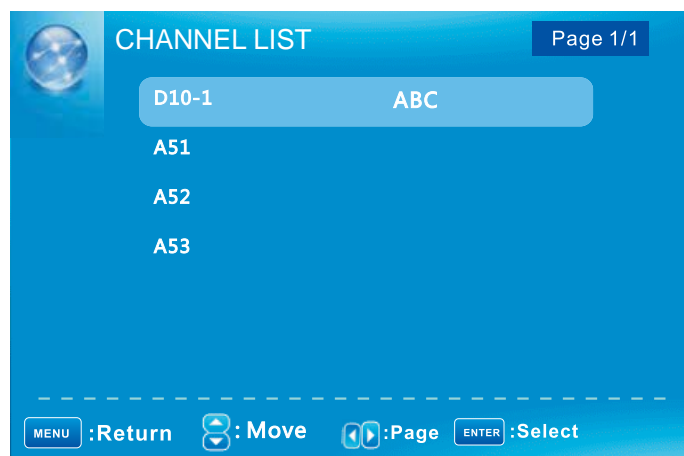 CHANNEL LIST Page 1/1
D10-1 ABC
A51
A52
A53
MENU :Return : Move :Page ENTER :Select